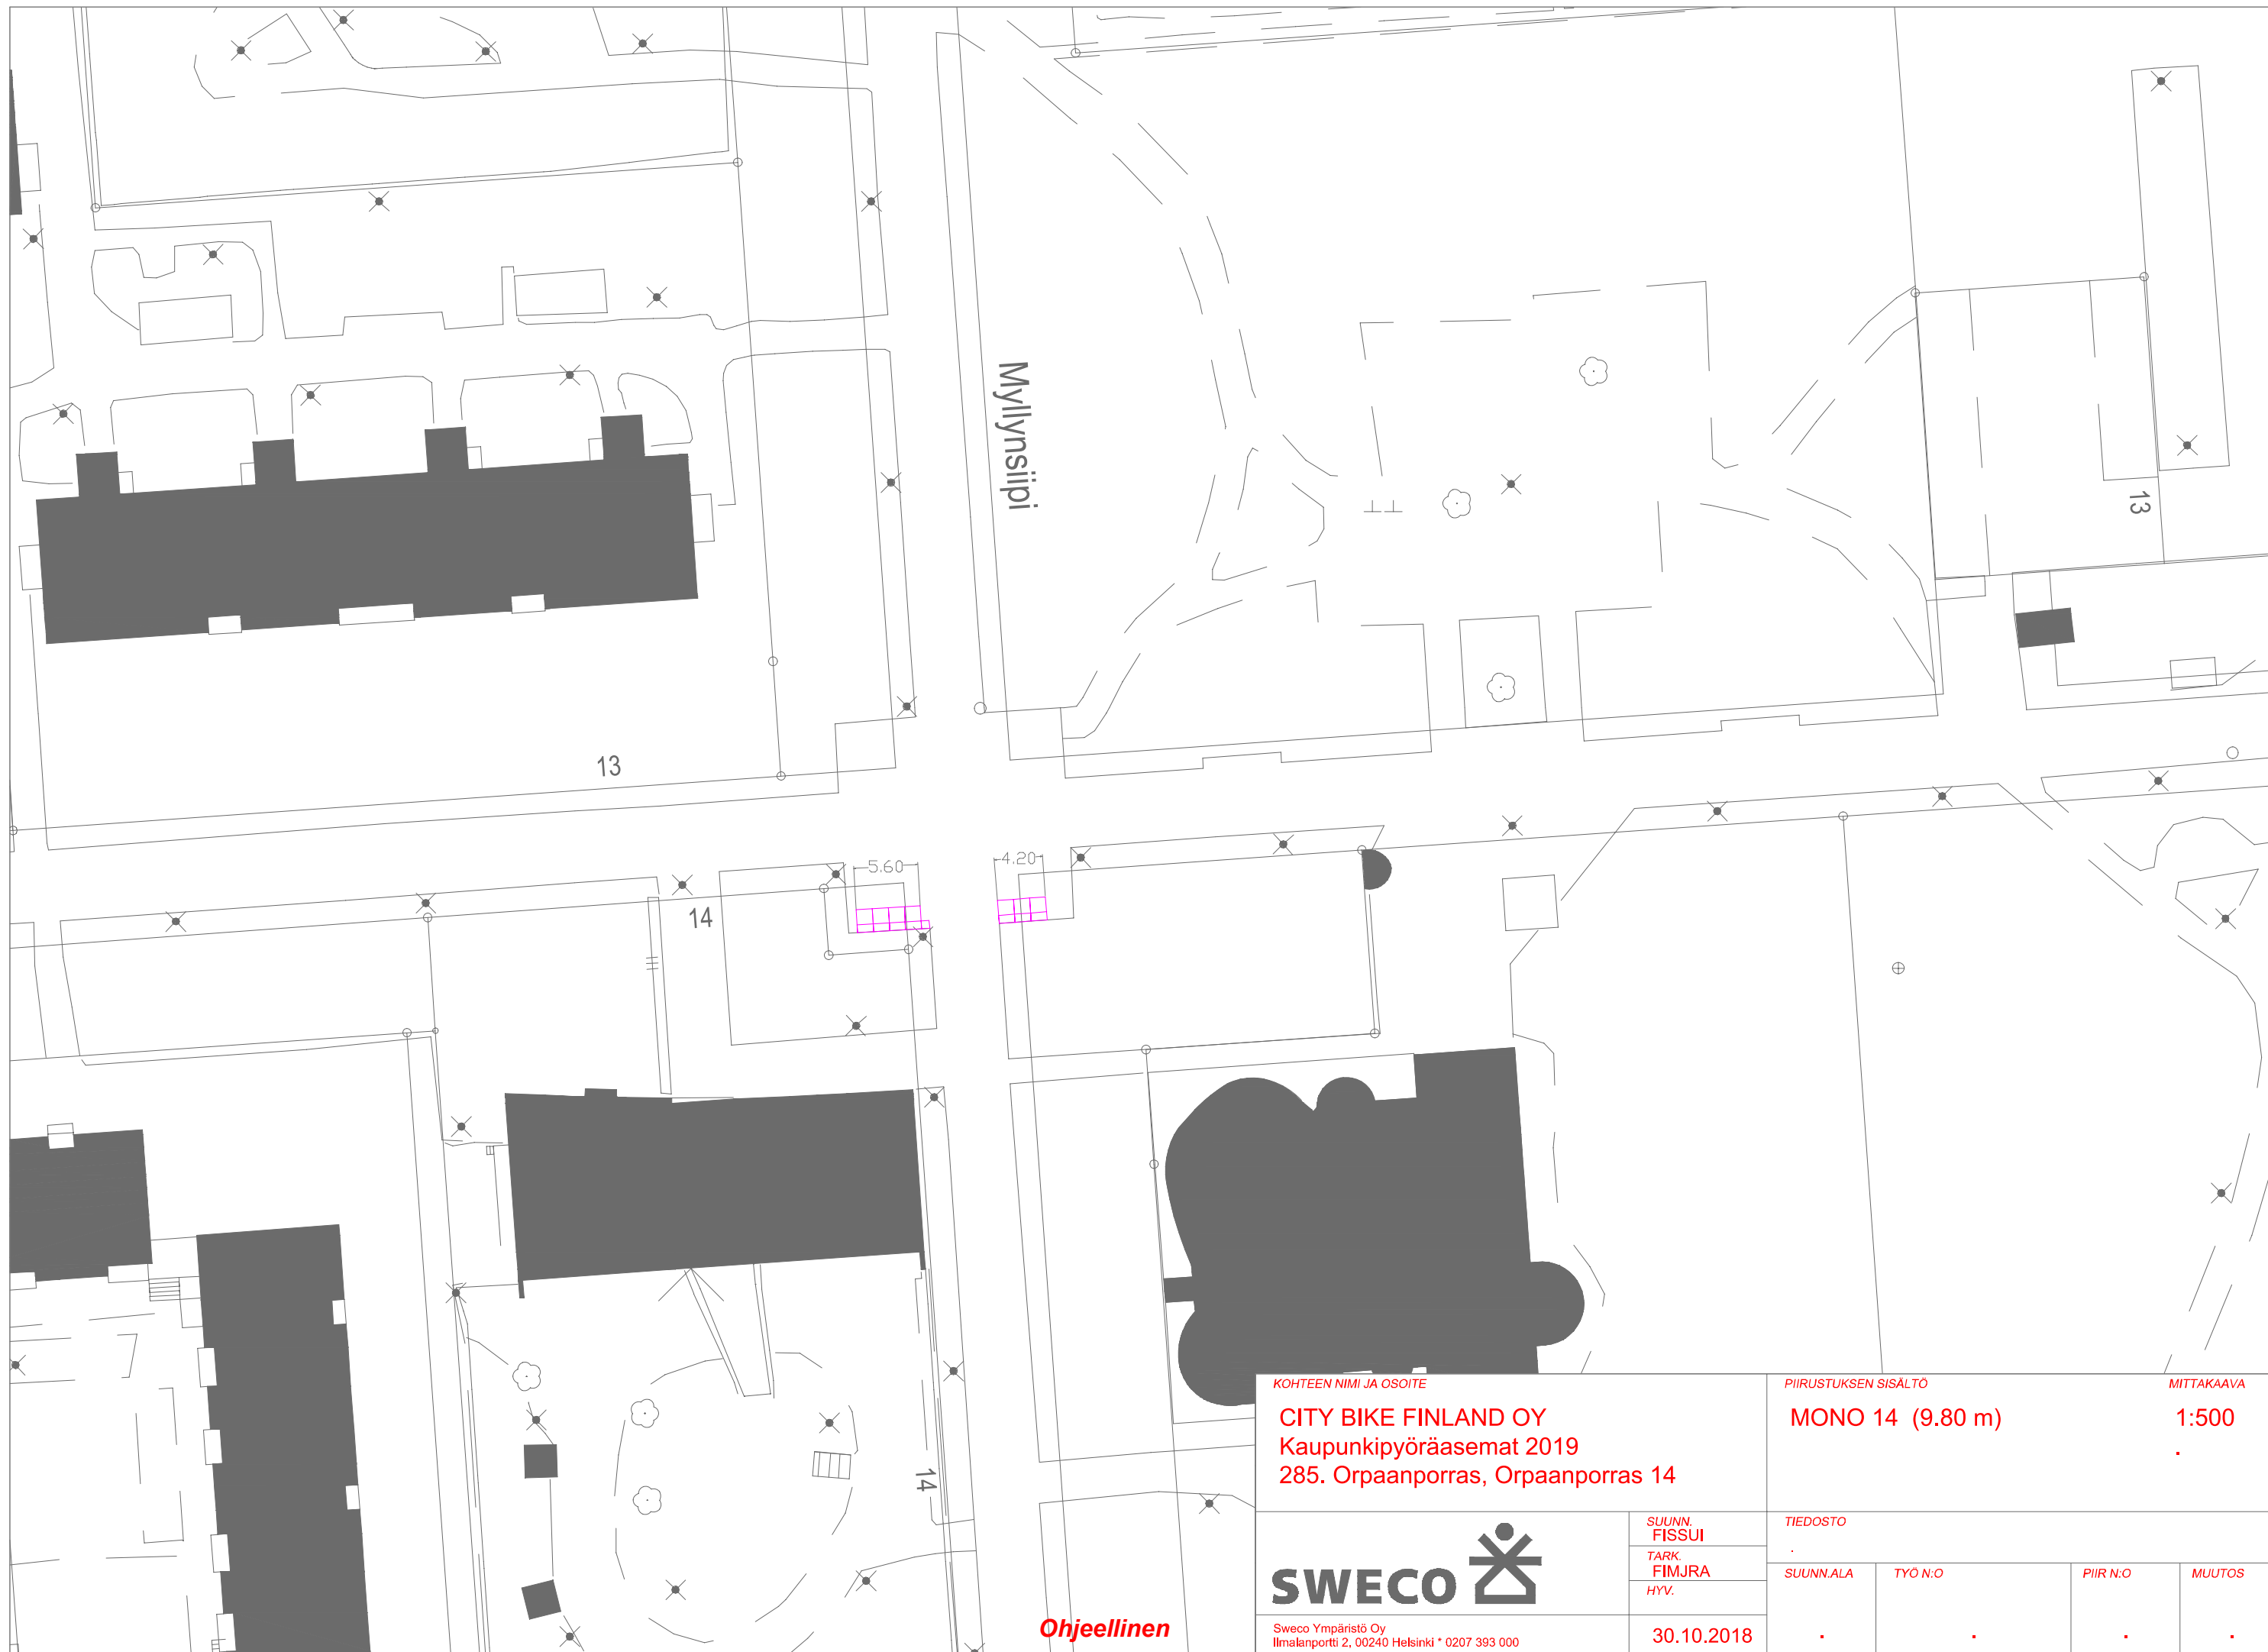 Myllynsiipi
13
13
5.60
4.20
14
14
KOHTEEN NIMI JA OSOITE
CITY BIKE FINLAND OY
Kaupunkipyöräasemat 2019
285. Orpaanporras, Orpaanporras 14
PIIRUSTUKSEN SISÄLTÖ
MITTAKAAVA
MONO 14 (9.80 m)
1:500
.
SWECO
SUUNN.
FISSUI
TARK.
FIMJRA
HYV.
TIEDOSTO
.
SUUNN.ALA
TYÖ N:O
PIIR N:O
MUUTOS
Ohjeellinen
Sweco Ympäristö Oy
Ilmalanportti 2, 00240 Helsinki * 0207 393 000
30.10.2018
. . . .